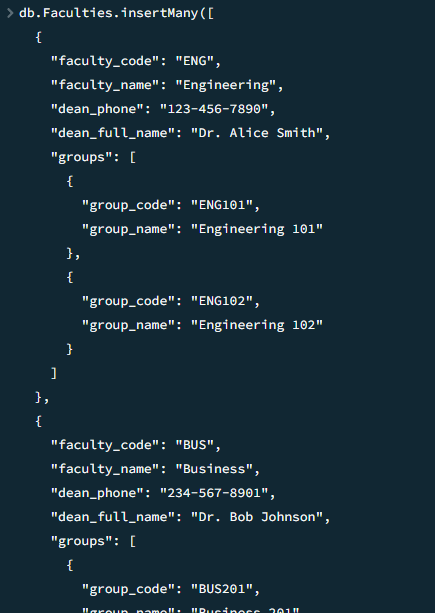 > db.Faculties.insertMany([
{
"faculty_code": "ENG",
"faculty_name": "Engineering",
"dean_phone": "123-456-7890",
"dean_full_name": "Dr. Alice Smith",
"groups": [
{
"group_code": "ENG101",
"group_name": "Engineering 101"
},
{
"group_code": "ENG102",
"group_name": "Engineering 102"
}
]
},
{
"faculty_code": "BUS",
"faculty_name": "Business",
"dean_phone": "234-567-8901",
"dean_full_name": "Dr. Bob Johnson",
"groups": [
{
"group_code": "BUS201",
"group_name": "Business 201"